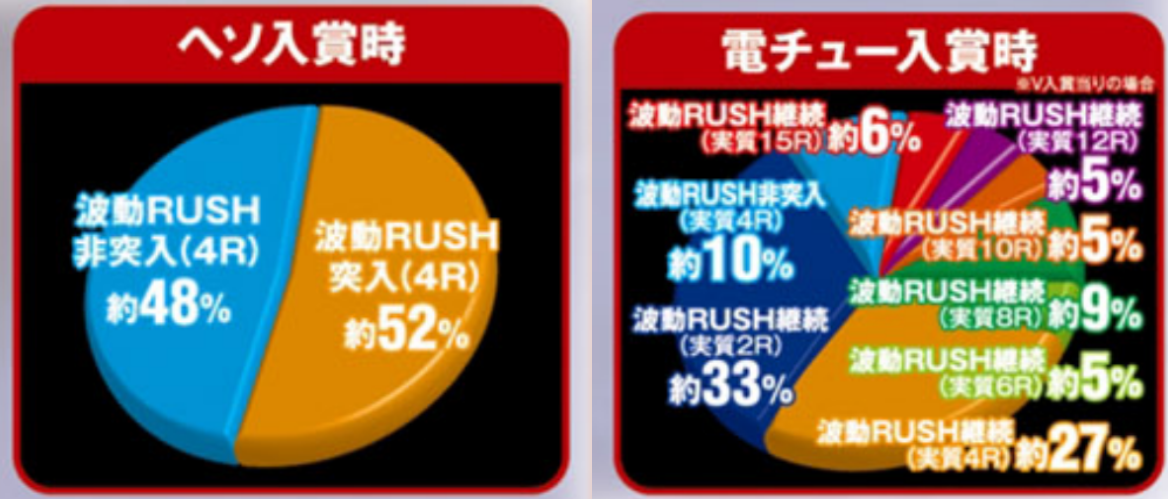 ヘソ入賞時
波動RUSH
非突入(4R)
約48%
波動RUSH
突入(4R)
約52%
電チュー入賞時
※V入賞当りの場合
波動RUSH継続
(実質15R)約6%
波動RUSH継続
(実質12R)
約5%
波動RUSH非突入
(実質4R)
約10%
波動RUSH継続
(実質10R)約5%
波動RUSH継続
(実質8R)約9%
波動RUSH継続
(実質2R)
約33%
波動RUSH継続
(実質6R)約5%
波動RUSH継続
(実質4R)約27%